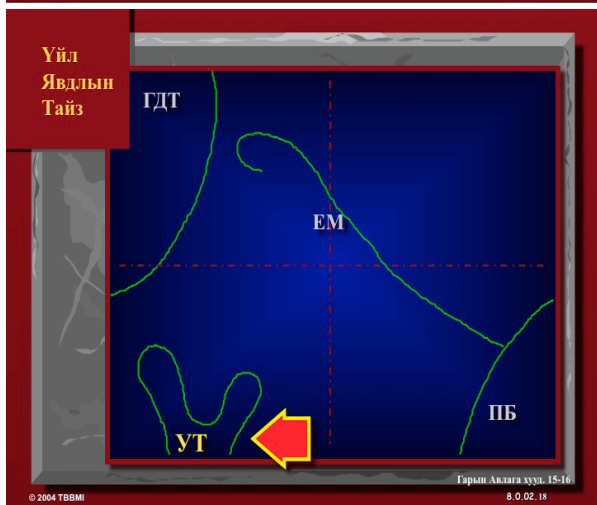 Үйл
Явдлын
Тайз
ГДТ
ЕМ
ПБ
УТ
Гарын Авлага хууд. 15-16
© 2004 TBBMI
8.0.02. 18